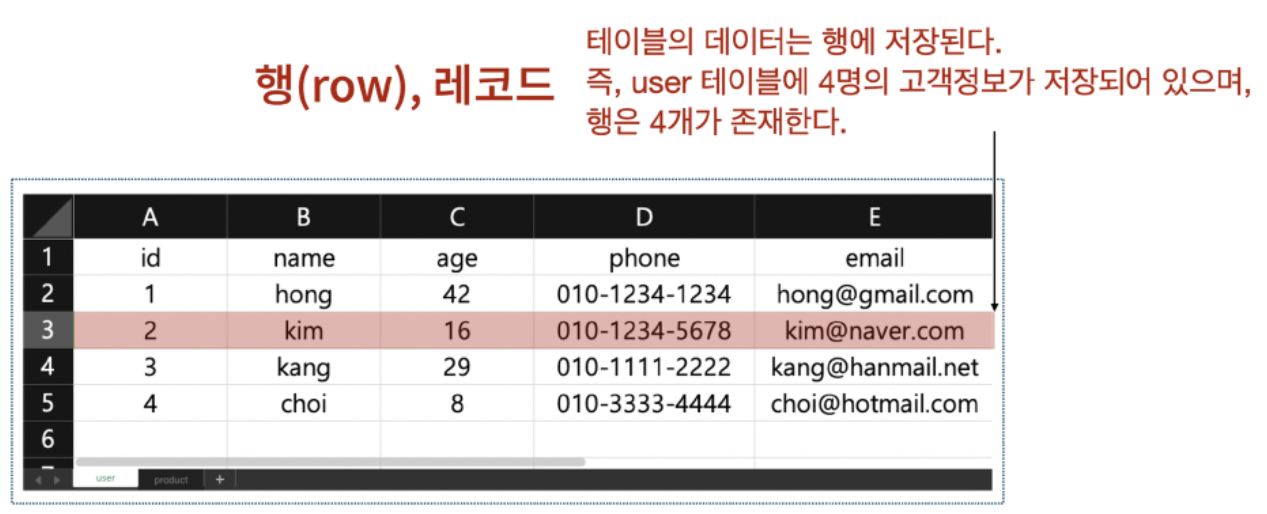 행(row), 레코드
테이블의 데이터는 행에 저장된다.
즉, user 테이블에 4명의 고객정보가 저장되어 있으며,
행은 4개가 존재한다.
A B C D E
1 id name age phone email
2 1 hong 42 010-1234-1234 hong@gmail.com
3 2 kim 16 010-1234-5678 kim@naver.com
4 3 kang 29 010-1111-2222 kang@hanmail.net
5 4 choi 8 010-3333-4444 choi@hotmail.com
6
user product +